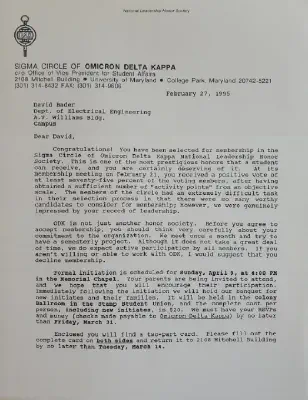 National Leadership Honor Society
SIGMA CIRCLE OF OMICRON DELTA KAPPA
c/o Office of Vice President for Student Affairs
2108 Mitchell Building • University of Maryland • College Park, Maryland 20742-5221
(301) 314-8432 FAX: (301) 314-9606
February 27, 1995
David Bader
Dept. of Electrical Engineering
A.V. Williams Bldg.
Campus
Dear David,
Congratulations! You have been selected for membership in the
Sigma Circle of Omicron Delta Kappa National Leadership Honor
Society. This is one of the most prestigious honors that a student
can receive, and you are certainly deserving of it. At its
membership meeting on February 21, you received a positive vote of
at least seventy-five percent of the voting members, after having
obtained a sufficient number of "activity points" from an objective
scale. The members of the circle had an extremely difficult task
in their selection process in that there were so many worthy
candidates to consider for membership; however, we were genuinely
impressed by your record of leadership.
ODK is not just another honor society. Before you agree to
accept membership, you should think very carefully about your
commitment to the organization. We meet once a month and try to
have a semesterly project. Although it does not take a great deal
of time, we do expect active participation by all members. If you
aren't willing or able to work with ODK, I would suggest that you
decline membership.
Formal initiation is scheduled for Sunday, April 9, at 4:00 PM
in the Memorial Chapel. Your parents are being invited to attend,
and we hope that you will encourage their participation.
Immediately following the initiation we will hold our banquet for
new initiates and their families. It will be held in the Colony
Ballroom in the Stamp Student Union, and the complete cost per
person, including new initiates, is $20. We must have your RSVPs
and money (checks made payable to Omicron Delta Kappa) by no later
than Friday, March 31.
Enclosed you will find a two-part card. Please fill out the
complete card on both sides and return it to 2108 Mitchell Building
by no later than Tuesday, March 14.